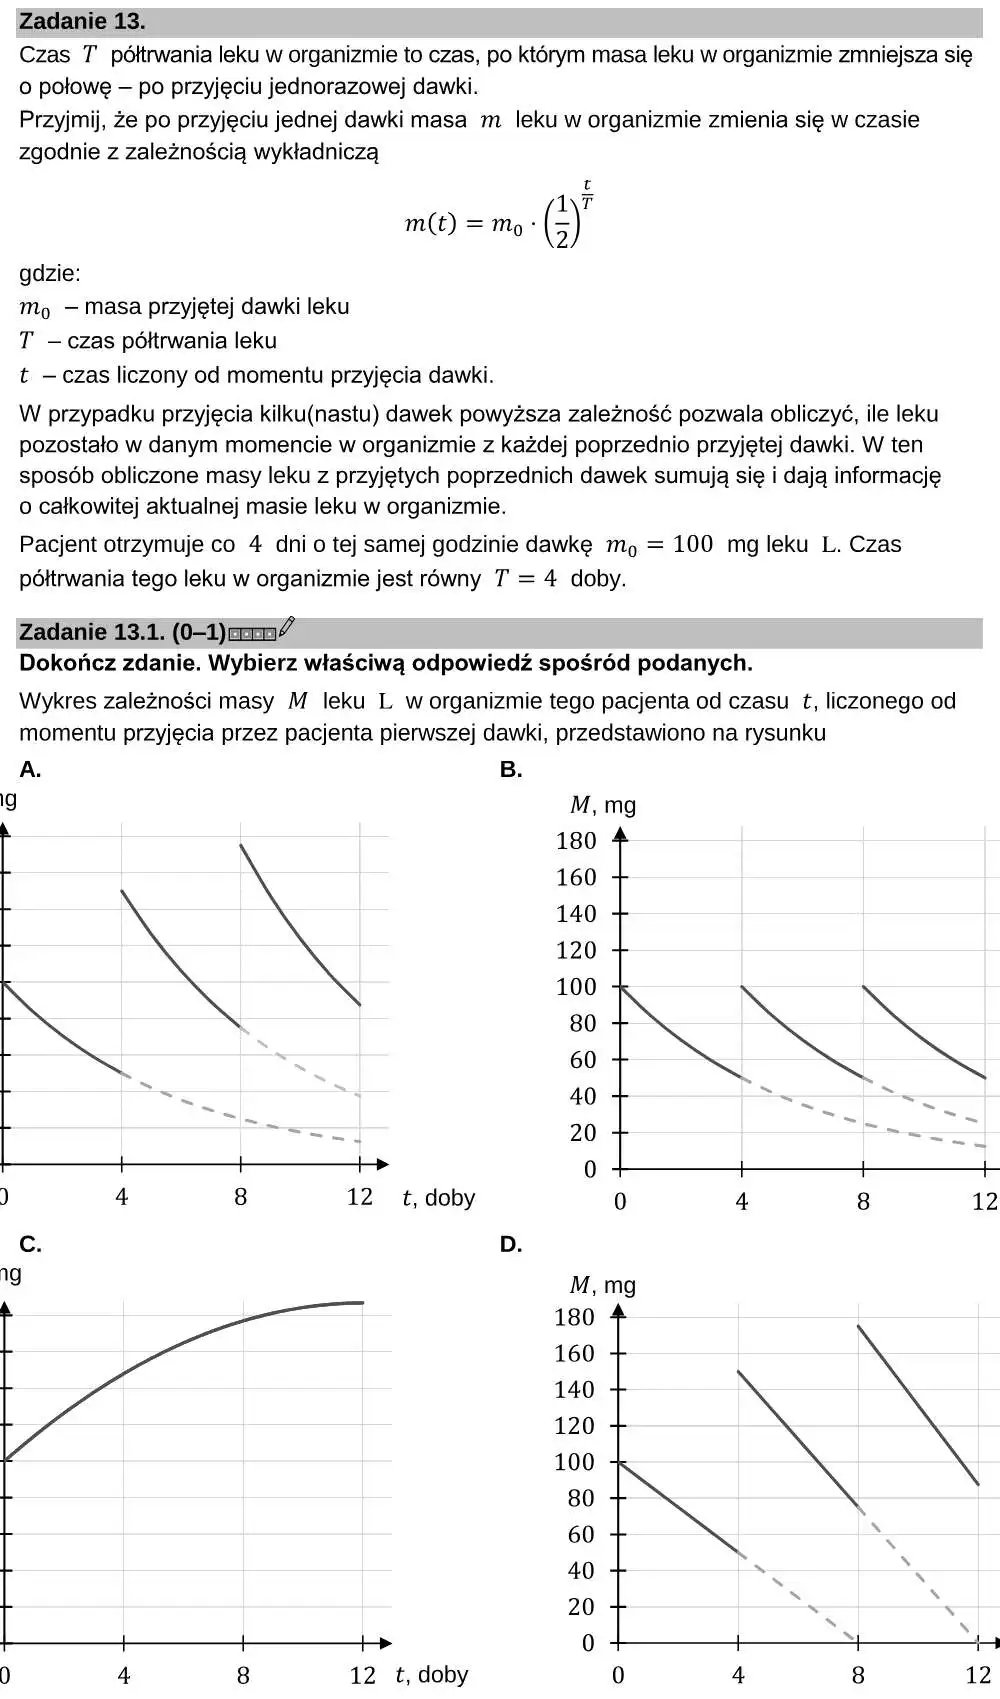 Zadanie 13.
Czas T półtrwania leku w organizmie to czas, po którym masa leku w organizmie zmniejsza się
o połowę – po przyjęciu jednorazowej dawki.
Przyjmij, że po przyjęciu jednej dawki masa m leku w organizmie zmienia się w czasie
zgodnie z zależnością wykładniczą
m(t) = m₀ · (1/2)^(t/T)
gdzie:
m₀ – masa przyjętej dawki leku
T – czas półtrwania leku
t – czas liczony od momentu przyjęcia dawki.
W przypadku przyjęcia kilku(nastu) dawek powyższa zależność pozwala obliczyć, ile leku
pozostało w danym momencie w organizmie z każdej poprzednio przyjętej dawki. W ten
sposób obliczone masy leku z przyjętych poprzednich dawek sumują się i dają informację
o całkowitej aktualnej masie leku w organizmie.
Pacjent otrzymuje co 4 dni o tej samej godzinie dawkę m₀ = 100 mg leku L. Czas
półtrwania tego leku w organizmie jest równy T = 4 doby.
Zadanie 13.1. (0–1)
Dokończ zdanie. Wybierz właściwą odpowiedź spośród podanych.
Wykres zależności masy M leku L w organizmie tego pacjenta od czasu t, liczonego od
momentu przyjęcia przez pacjenta pierwszej dawki, przedstawiono na rysunku
A.
mg
0 4 8 12 t, doby
B.
M, mg
180
160
140
120
100
80
60
40
20
0
0 4 8 12
C.
mg
0 4 8 12 t, doby
D.
M, mg
180
160
140
120
100
80
60
40
20
0
0 4 8 12